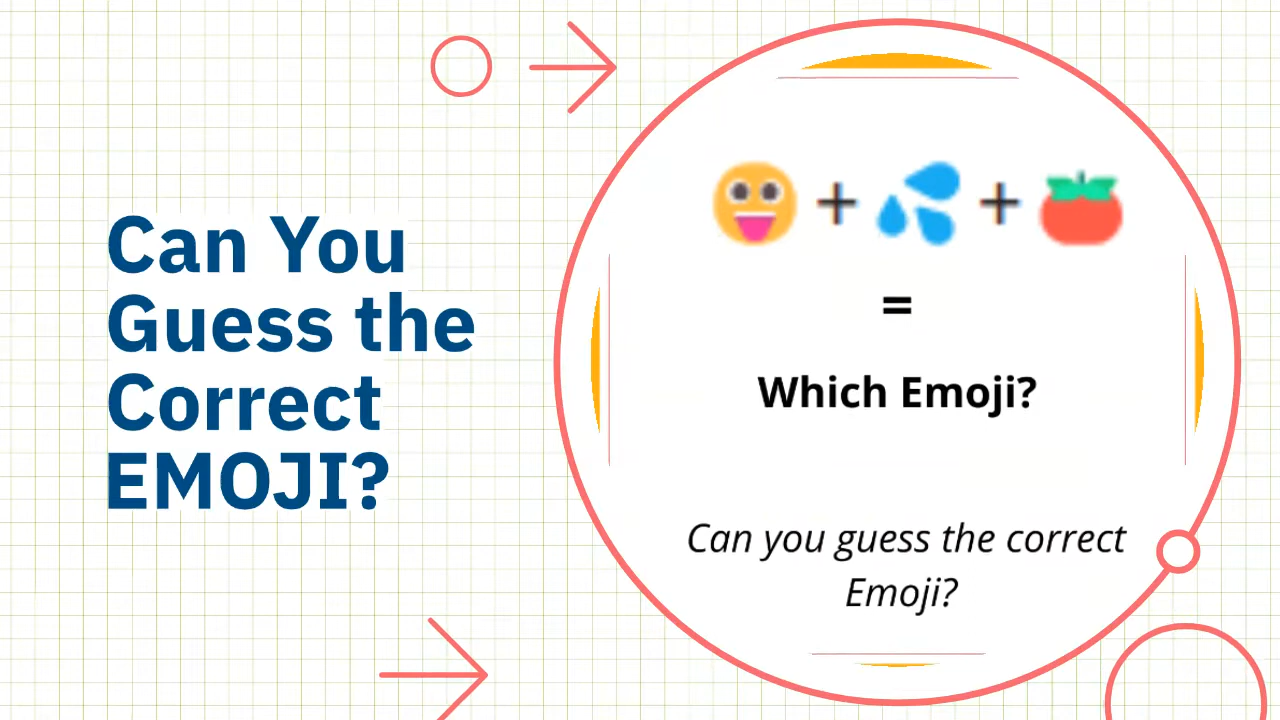 Can You
Guess the
Correct
EMOJI?
+ +
=
Which Emoji?
Can you guess the correct
Emoji?